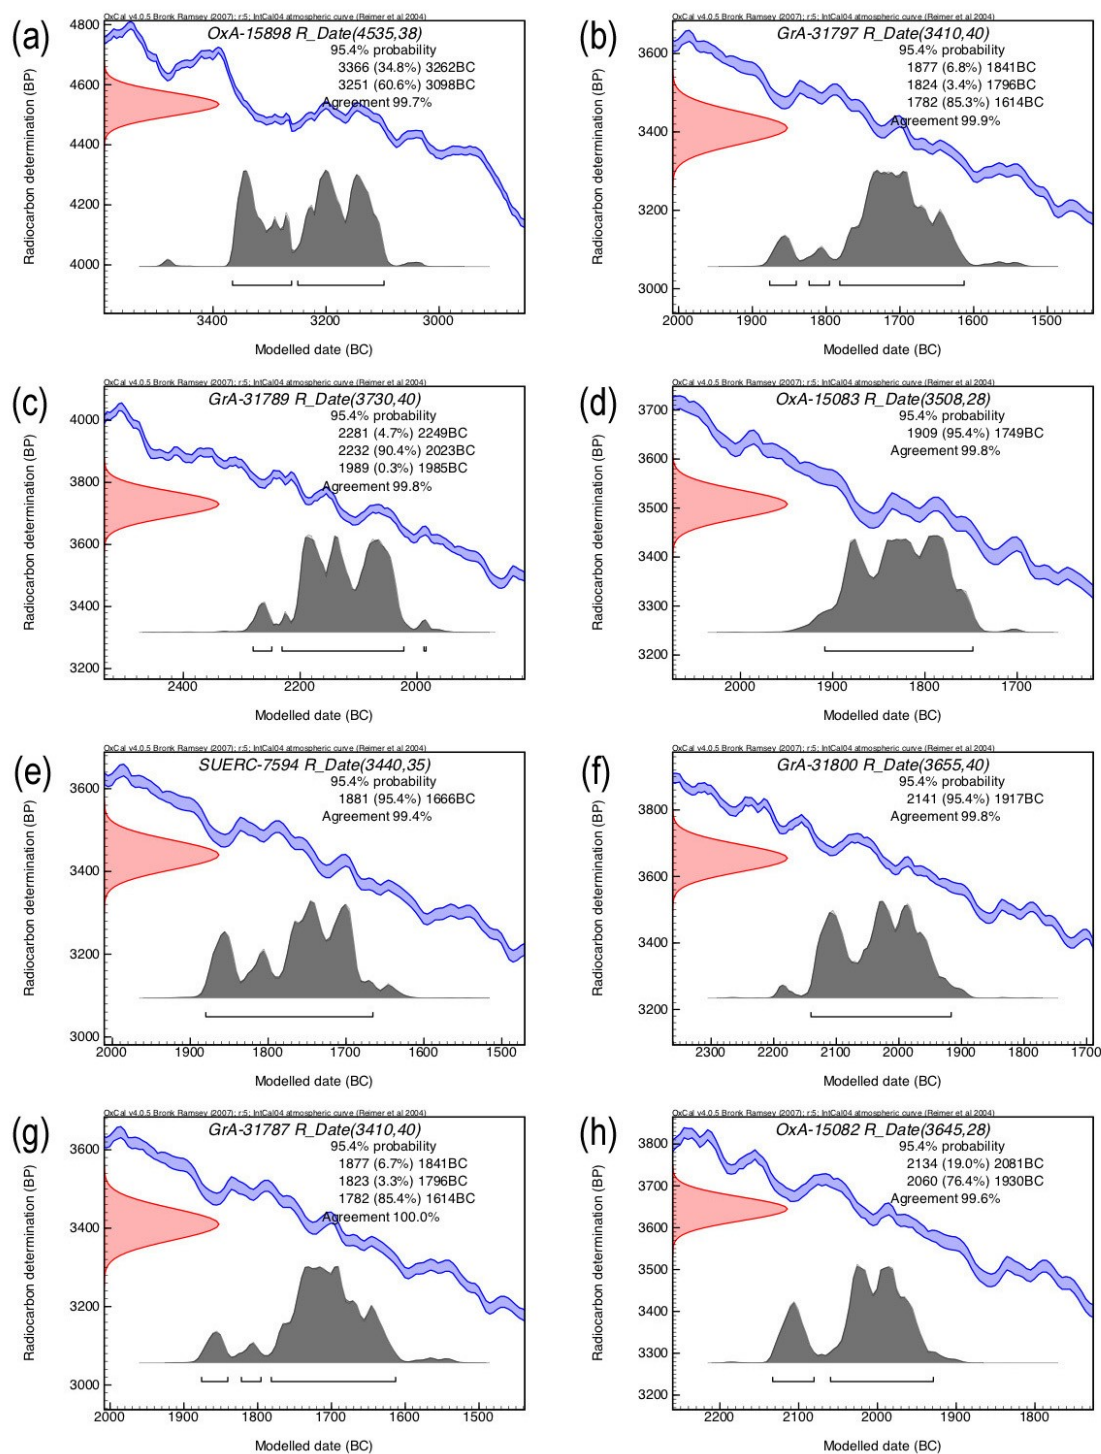 (a)
OxCal v4.0.5 Bronk Ramsey (2007); r:5; IntCal04 atmospheric curve (Reimer et al 2004)
OxA-15898 R_Date(4535,38)
95.4% probability
3366 (34.8%) 3262BC
3251 (60.6%) 3098BC
Agreement 99.7%
Radiocarbon determination (BP)
4800
4600
4400
4200
4000
3400 3200 3000
Modelled date (BC)
(b)
OxCal v4.0.5 Bronk Ramsey (2007); r:5; IntCal04 atmospheric curve (Reimer et al 2004)
GrA-31797 R_Date(3410,40)
95.4% probability
1877 (6.8%) 1841BC
1824 (3.4%) 1796BC
1782 (85.3%) 1614BC
Agreement 99.9%
Radiocarbon determination (BP)
3600
3400
3200
3000
2000 1900 1800 1700 1600 1500
Modelled date (BC)
(c)
OxCal v4.0.5 Bronk Ramsey (2007); r:5; IntCal04 atmospheric curve (Reimer et al 2004)
GrA-31789 R_Date(3730,40)
95.4% probability
2281 (4.7%) 2249BC
2232 (90.4%) 2023BC
1989 (0.3%) 1985BC
Agreement 99.8%
Radiocarbon determination (BP)
4000
3800
3600
3400
3200
2400 2200 2000
Modelled date (BC)
(d)
OxCal v4.0.5 Bronk Ramsey (2007); r:5; IntCal04 atmospheric curve (Reimer et al 2004)
OxA-15083 R_Date(3508,28)
95.4% probability
1909 (95.4%) 1749BC
Agreement 99.8%
Radiocarbon determination (BP)
3700
3600
3500
3400
3300
3200
2000 1900 1800 1700
Modelled date (BC)
(e)
OxCal v4.0.5 Bronk Ramsey (2007); r:5; IntCal04 atmospheric curve (Reimer et al 2004)
SUERC-7594 R_Date(3440,35)
95.4% probability
1881 (95.4%) 1666BC
Agreement 99.4%
Radiocarbon determination (BP)
3600
3400
3200
3000
2000 1900 1800 1700 1600 1500
Modelled date (BC)
(f)
OxCal v4.0.5 Bronk Ramsey (2007); r:5; IntCal04 atmospheric curve (Reimer et al 2004)
GrA-31800 R_Date(3655,40)
95.4% probability
2141 (95.4%) 1917BC
Agreement 99.8%
Radiocarbon determination (BP)
3800
3600
3400
3200
2300 2200 2100 2000 1900 1800 1700
Modelled date (BC)
(g)
OxCal v4.0.5 Bronk Ramsey (2007); r:5; IntCal04 atmospheric curve (Reimer et al 2004)
GrA-31787 R_Date(3410,40)
95.4% probability
1877 (6.7%) 1841BC
1823 (3.3%) 1796BC
1782 (85.4%) 1614BC
Agreement 100.0%
Radiocarbon determination (BP)
3600
3400
3200
3000
2000 1900 1800 1700 1600 1500
Modelled date (BC)
(h)
OxCal v4.0.5 Bronk Ramsey (2007); r:5; IntCal04 atmospheric curve (Reimer et al 2004)
OxA-15082 R_Date(3645,28)
95.4% probability
2134 (19.0%) 2081BC
2060 (76.4%) 1930BC
Agreement 99.6%
Radiocarbon determination (BP)
3800
3700
3600
3500
3400
3300
3200
2200 2100 2000 1900 1800
Modelled date (BC)